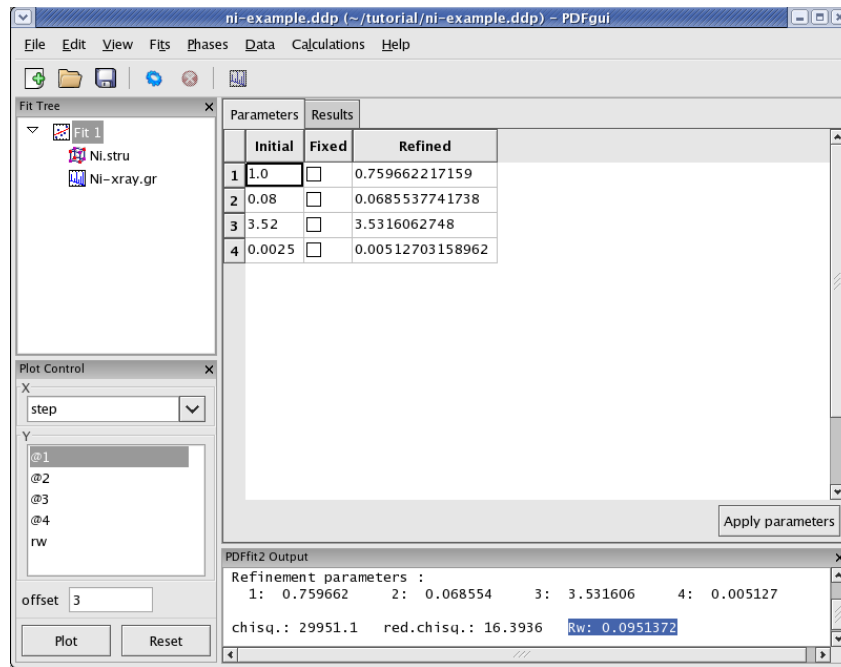 ni-example.ddp (~/tutorial/ni-example.ddp) - PDFgui
File Edit View Fits Phases Data Calculations Help
Fit Tree
Fit 1
Ni.stru
Ni-xray.gr
Parameters Results
Initial Fixed Refined
1 1.0 0.759662217159
2 0.08 0.0685537741738
3 3.52 3.5316062748
4 0.0025 0.00512703158962
Plot Control
X
step
Y
@1
@2
@3
@4
rw
offset 3
Plot Reset
Apply parameters
PDFfit2 Output
Refinement parameters :
1: 0.759662 2: 0.068554 3: 3.531606 4: 0.005127
chisq.: 29951.1 red.chisq.: 16.3936 Rw: 0.0951372